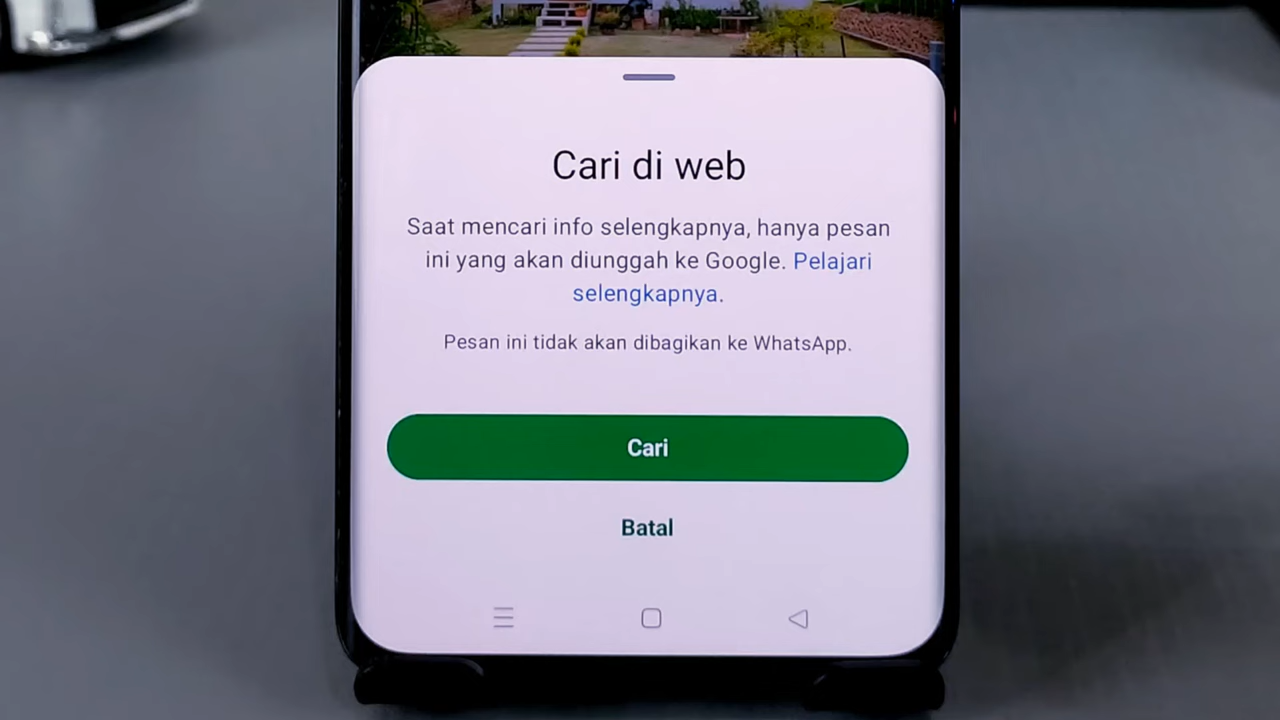 Cari di web
Saat mencari info selengkapnya, hanya pesan
ini yang akan diunggah ke Google. Pelajari
selengkapnya.
Pesan ini tidak akan dibagikan ke WhatsApp.
Cari
Batal